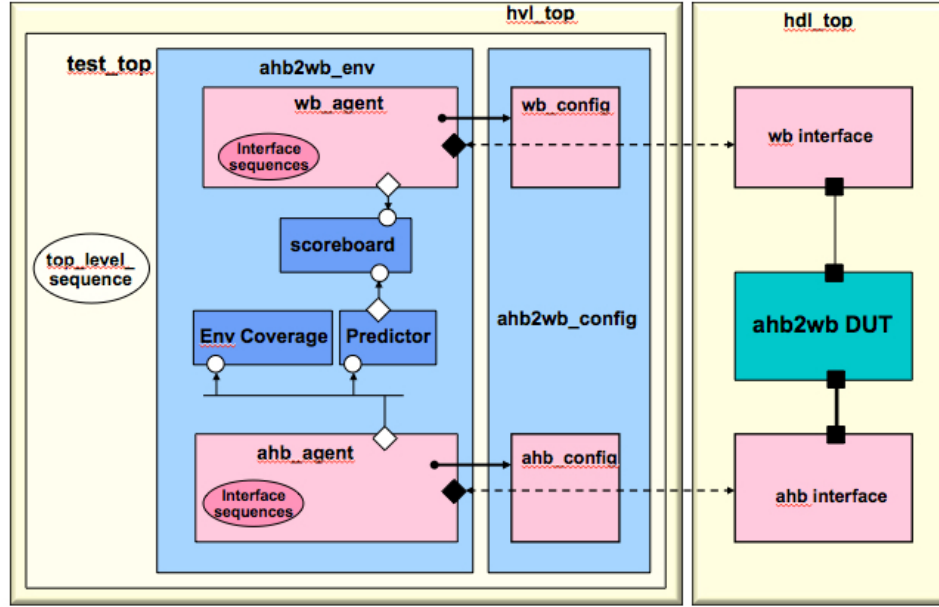 hvl_top
hdl_top
test_top
ahb2wb_env
wb_agent
wb_config
Interface
sequences
wb interface
scoreboard
top_level_
sequence
ahb2wb_config
ahb2wb DUT
Env Coverage
Predictor
ahb_agent
ahb_config
Interface
sequences
ahb interface